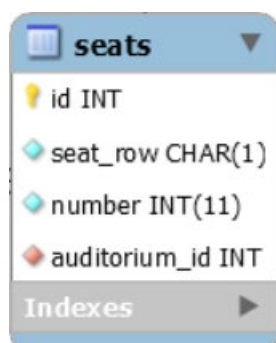 seats
id INT
seat_row CHAR(1)
number INT(11)
auditorium_id INT
Indexes